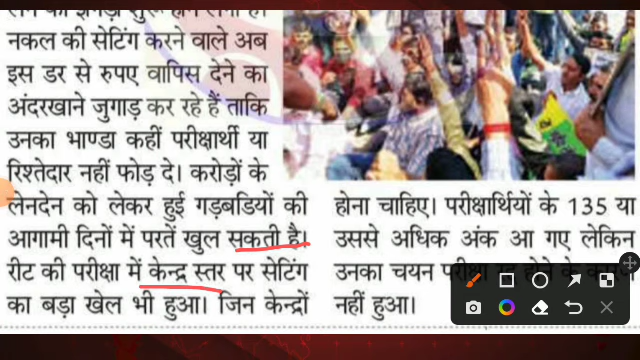 नकल की सेटिंग करने वाले अब
इस डर से रुपए वापिस देने का
अंदरखाने जुगाड़ कर रहे हैं ताकि
उनका भाण्डा कहीं परीक्षार्थी या
रिश्तेदार नहीं फोड़ दे। करोड़ों के
लेनदेन को लेकर हुई गड़बडियों की
आगामी दिनों में परतें खुल सकती है।
रीट की परीक्षा में केन्द्र स्तर पर सेटिंग
का बड़ा खेल भी हुआ। जिन केन्द्रों
होना चाहिए। परीक्षार्थियों के 135 या
उससे अधिक अंक आ गए लेकिन
उनका चयन परीक्षा
नहीं हुआ।